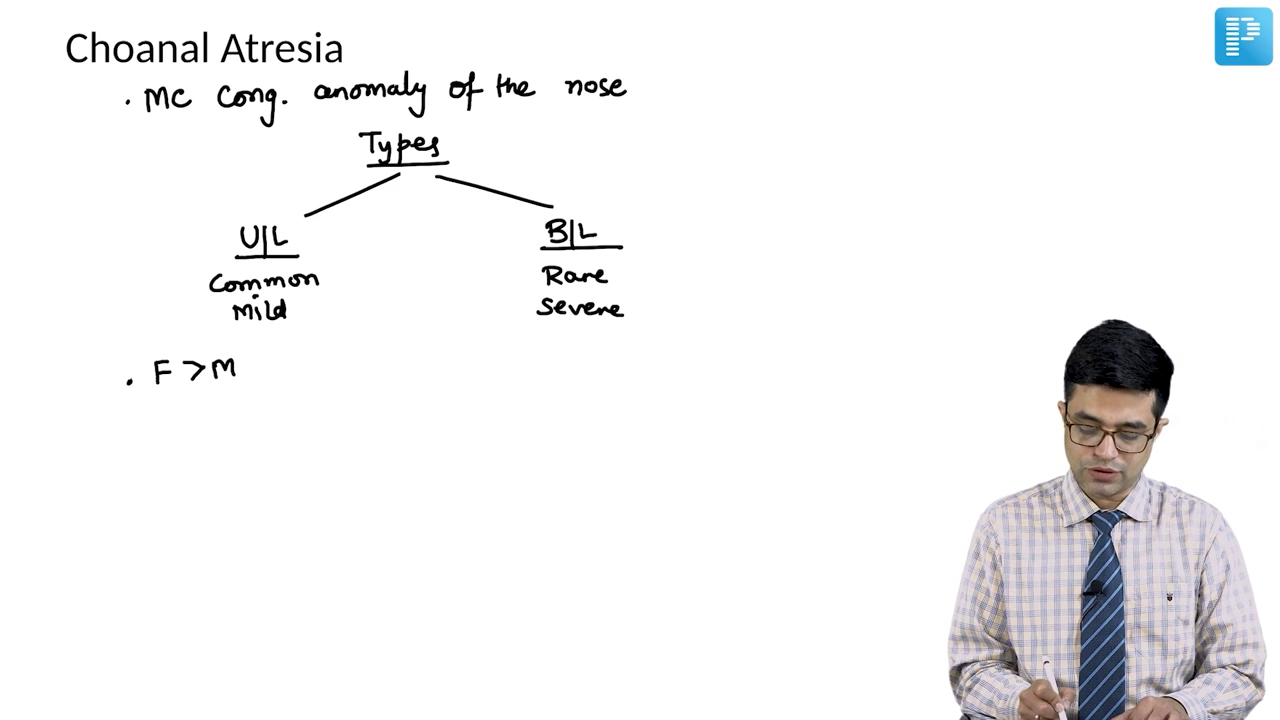 Choanal Atresia
. MC Cong. anomaly of the nose
Types
U/L B/L
Common Rare
Mild Severe
. F > M